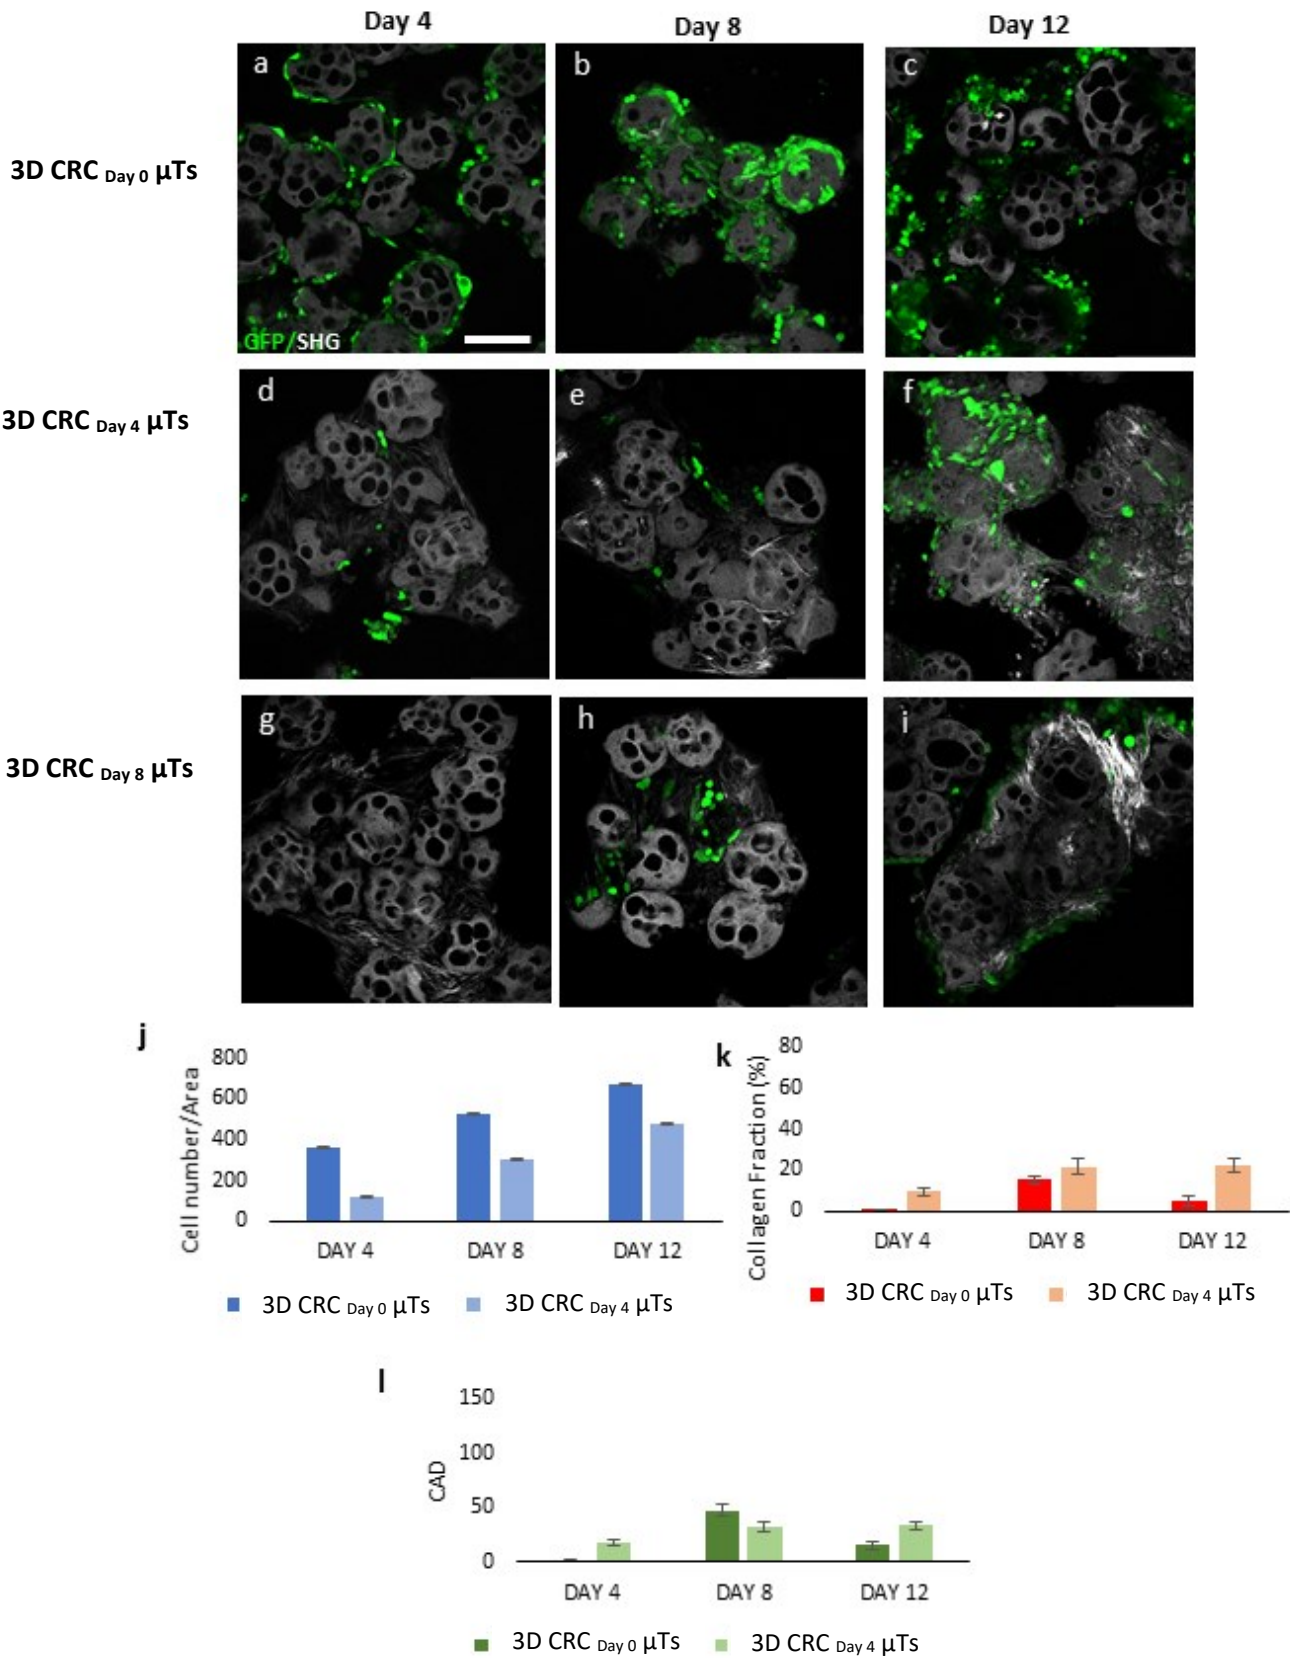 Day 4
Day 8
Day 12
3D CRC Day 0 µTs
a
b
c
GFP/SHG
3D CRC Day 4 µTs
d
e
f
3D CRC Day 8 µTs
g
h
i
j
Cell number/Area
800
600
400
200
0
DAY 4
DAY 8
DAY 12
3D CRC Day 0 µTs
3D CRC Day 4 µTs
k
Collagen Fraction (%)
80
60
40
20
0
DAY 4
DAY 8
DAY 12
3D CRC Day 0 µTs
3D CRC Day 4 µTs
l
CAD
150
100
50
0
DAY 4
DAY 8
DAY 12
3D CRC Day 0 µTs
3D CRC Day 4 µTs